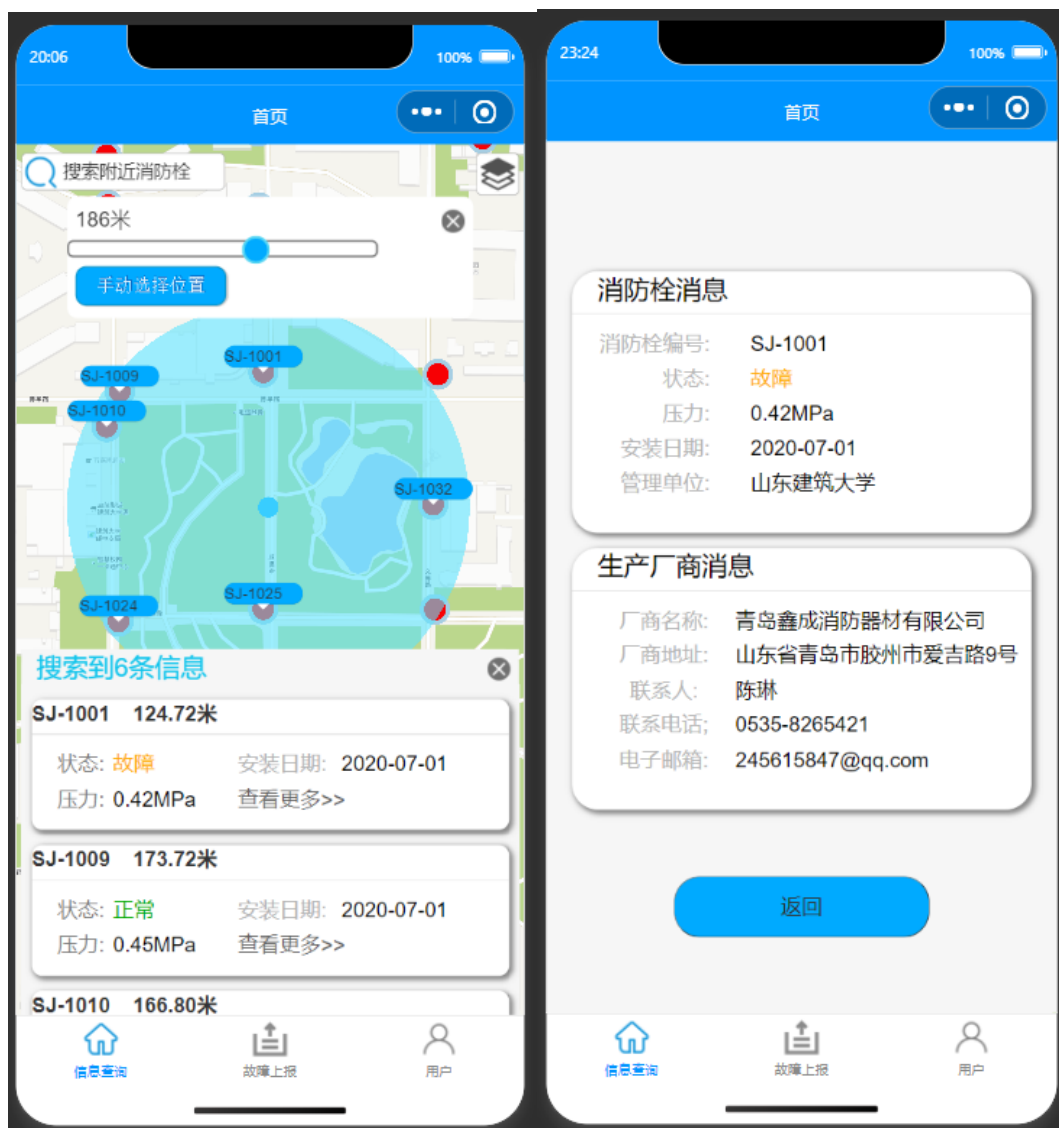 20:06
100%
首页
搜索附近消防栓
186米
手动选择位置
SJ-1001
SJ-1009
SJ-1010
SJ-1032
SJ-1025
SJ-1024
搜索到6条信息
SJ-1001 124.72米
状态: 故障 安装日期: 2020-07-01
压力: 0.42MPa 查看更多>>
SJ-1009 173.72米
状态: 正常 安装日期: 2020-07-01
压力: 0.45MPa 查看更多>>
SJ-1010 166.80米
信息查询 故障上报 用户
23:24
100%
首页
消防栓消息
消防栓编号: SJ-1001
状态: 故障
压力: 0.42MPa
安装日期: 2020-07-01
管理单位: 山东建筑大学
生产厂商消息
厂商名称: 青岛鑫成消防器材有限公司
厂商地址: 山东省青岛市胶州市爱吉路9号
联系人: 陈琳
联系电话; 0535-8265421
电子邮箱: 245615847@qq.com
返回
信息查询 故障上报 用户